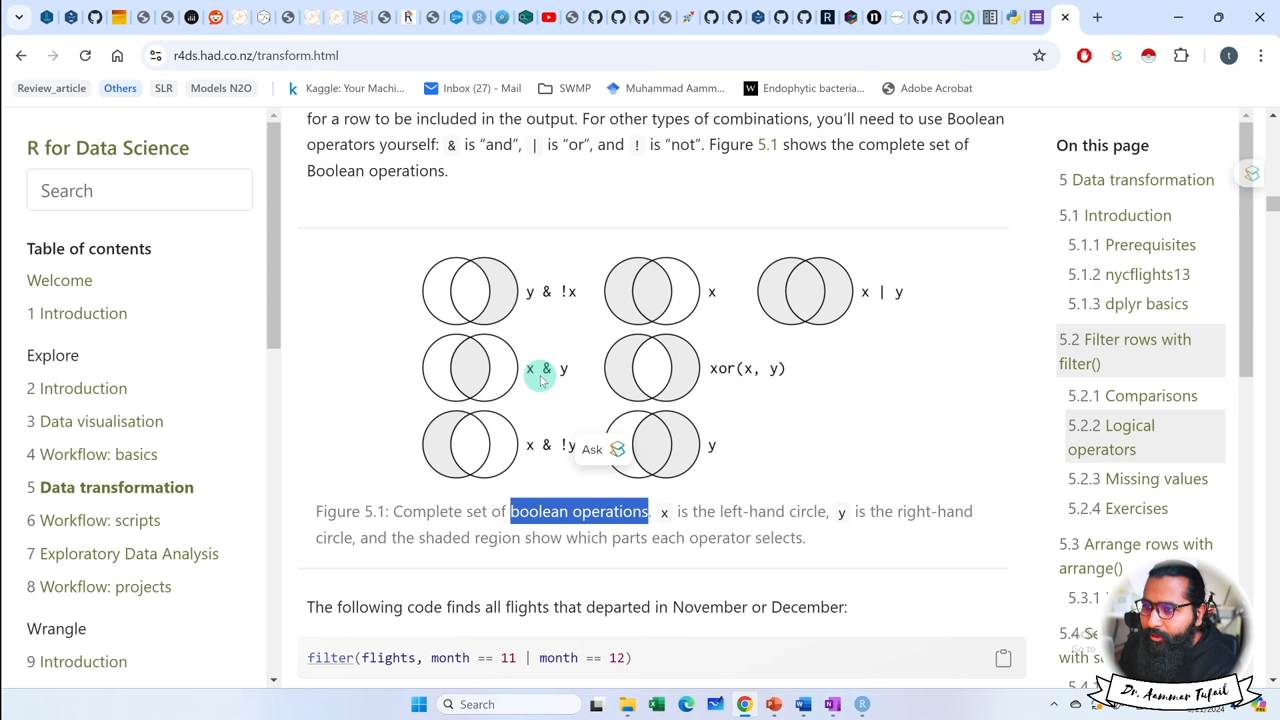 r4ds.had.co.nz/transform.html
Review_article Others SLR Models N2O Kaggle: Your Machi... Inbox (27) - Mail SWMP Muhammad Aamm... Endophytic bacteria... Adobe Acrobat
R for Data Science
Search
Table of contents
Welcome
1 Introduction
Explore
2 Introduction
3 Data visualisation
4 Workflow: basics
5 Data transformation
6 Workflow: scripts
7 Exploratory Data Analysis
8 Workflow: projects
Wrangle
9 Introduction
for a row to be included in the output. For other types of combinations, you’ll need to use Boolean
operators yourself: & is “and”, | is “or”, and ! is “not”. Figure 5.1 shows the complete set of
Boolean operations.
y & !x
x
x | y
x & y
xor(x, y)
x & !y
Ask
y
Figure 5.1: Complete set of boolean operations. x is the left-hand circle, y is the right-hand
circle, and the shaded region show which parts each operator selects.
The following code finds all flights that departed in November or December:
filter(flights, month == 11 | month == 12)
On this page
5 Data transformation
5.1 Introduction
5.1.1 Prerequisites
5.1.2 nycflights13
5.1.3 dplyr basics
5.2 Filter rows with
filter()
5.2.1 Comparisons
5.2.2 Logical
operators
5.2.3 Missing values
5.2.4 Exercises
5.3 Arrange rows with
arrange()
5.3.1
5.4 Se
with s
Dr. Aammar Tufail
Search